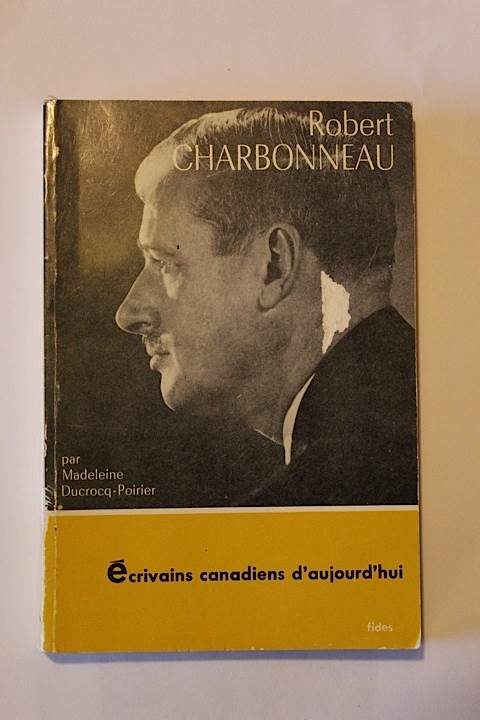 Robert
CHARBONNEAU
par
Madeleine
Ducrocq-Poirier
écrivains canadiens d'aujourd'hui
fides